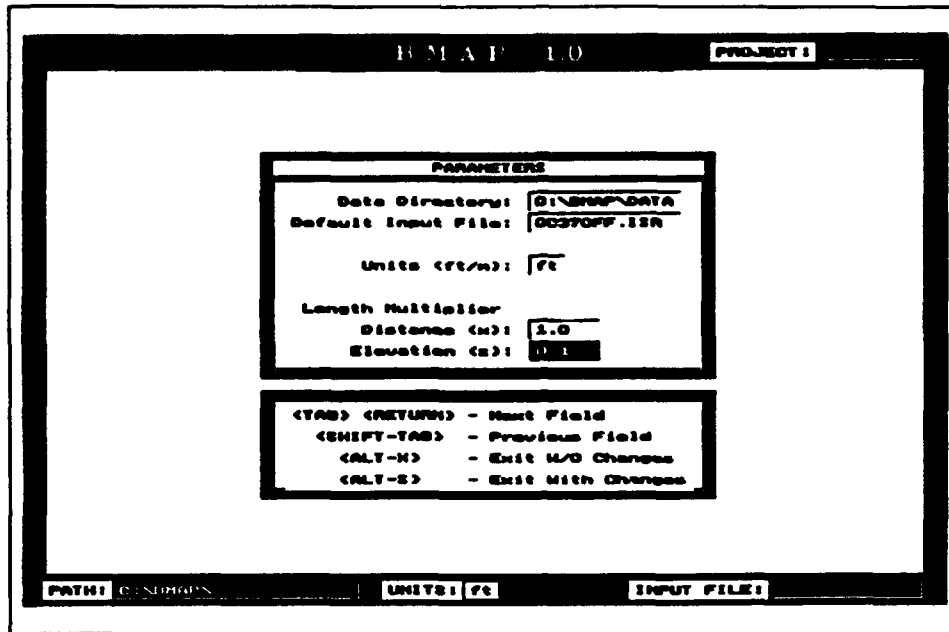 BMAP 1.0 PROJECT:
PARAMETERS
Data Directory: D:\BMAP\DATA
Default Input File: OC370FF.ISR
Units (ft/m): ft
Length Multiplier
Distance (x): 1.0
Elevation (z): 0.1
<TAB> <RETURN> - Next Field
<SHIFT-TAB> - Previous Field
<ALT-X> - Exit W/O Changes
<ALT-S> - Exit With Changes
PATH: UNITS: ft INPUT FILE: